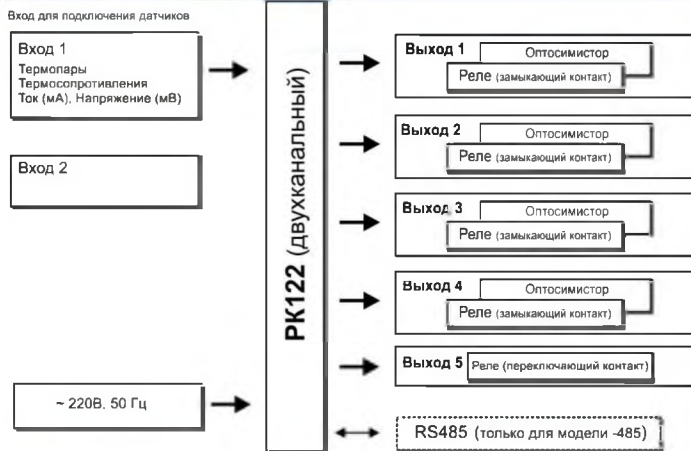 Вход для подключения датчиков
Вход 1
Термопары
Термосопротивления
Ток (мА), Напряжение (мВ)
Вход 2
~ 220В, 50 Гц
РК122 (двухканальный)
Выход 1
Оптосимистор
Реле (замыкающий контакт)
Выход 2
Оптосимистор
Реле (замыкающий контакт)
Выход 3
Оптосимистор
Реле (замыкающий контакт)
Выход 4
Оптосимистор
Реле (замыкающий контакт)
Выход 5 Реле (переключающий контакт)
RS485 (только для модели -485)